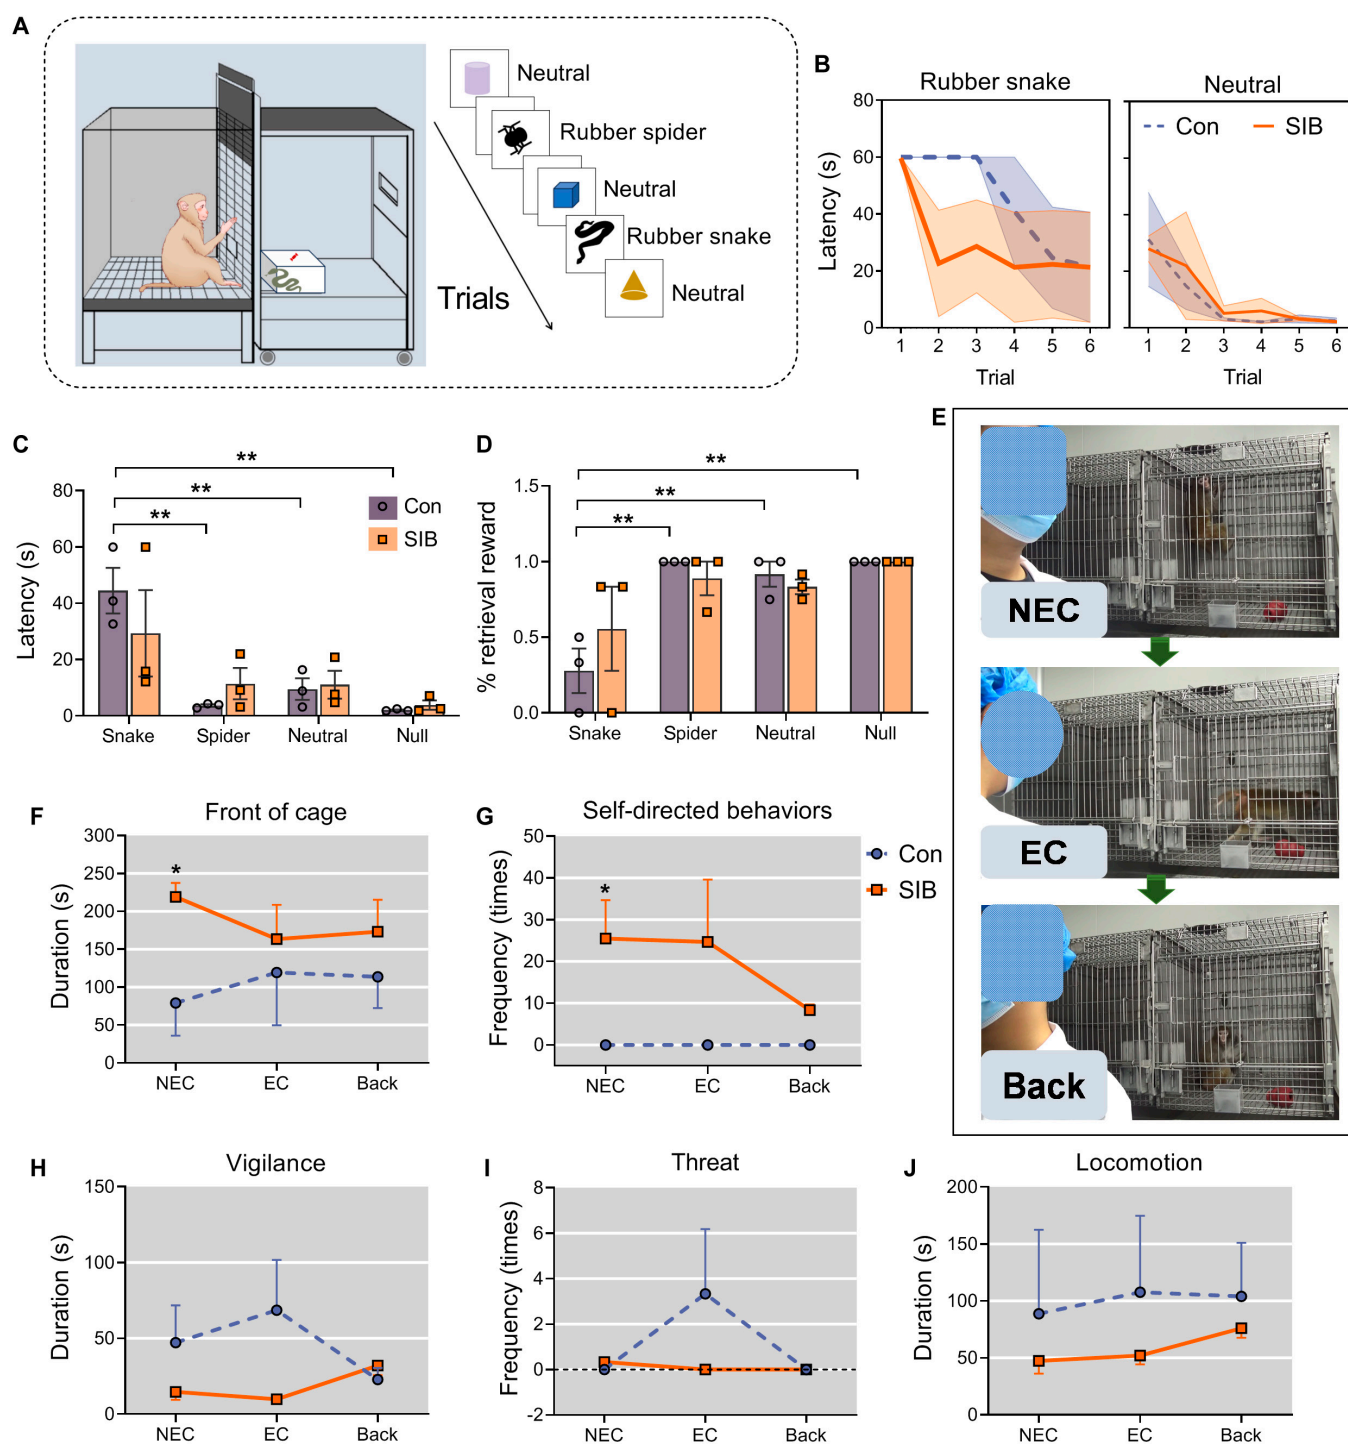 A
Neutral
Rubber spider
Neutral
Rubber snake
Neutral
Trials
B
Rubber snake
Neutral
Con
SIB
Latency (s)
80
60
40
20
0
1 2 3 4 5 6
1 2 3 4 5 6
Trial
Trial
C
**
**
**
Con
SIB
Latency (s)
80
60
40
20
0
Snake Spider Neutral Null
D
**
**
**
% retrieval reward
1.5
1.0
0.5
0.0
Snake Spider Neutral Null
E
NEC
EC
Back
F
Front of cage
Duration (s)
300
250
200
150
100
50
0
*
NEC EC Back
G
Self-directed behaviors
Frequency (times)
50
40
30
20
10
0
*
Con
SIB
NEC EC Back
H
Vigilance
Duration (s)
150
100
50
0
NEC EC Back
I
Threat
Frequency (times)
8
6
4
2
0
-2
NEC EC Back
J
Locomotion
Duration (s)
200
150
100
50
0
NEC EC Back